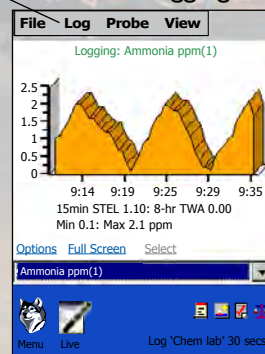 File Log Probe View
Logging: Ammonia ppm(1)
2.5
2
1.5
1
0.5
0
9:14 9:19 9:25 9:29 9:35
15min STEL 1.10: 8-hr TWA 0.00
Min 0.1: Max 2.1 ppm
Options Full Screen Select
Ammonia ppm(1)
Menu Live
Log 'Chem lab' 30 secs